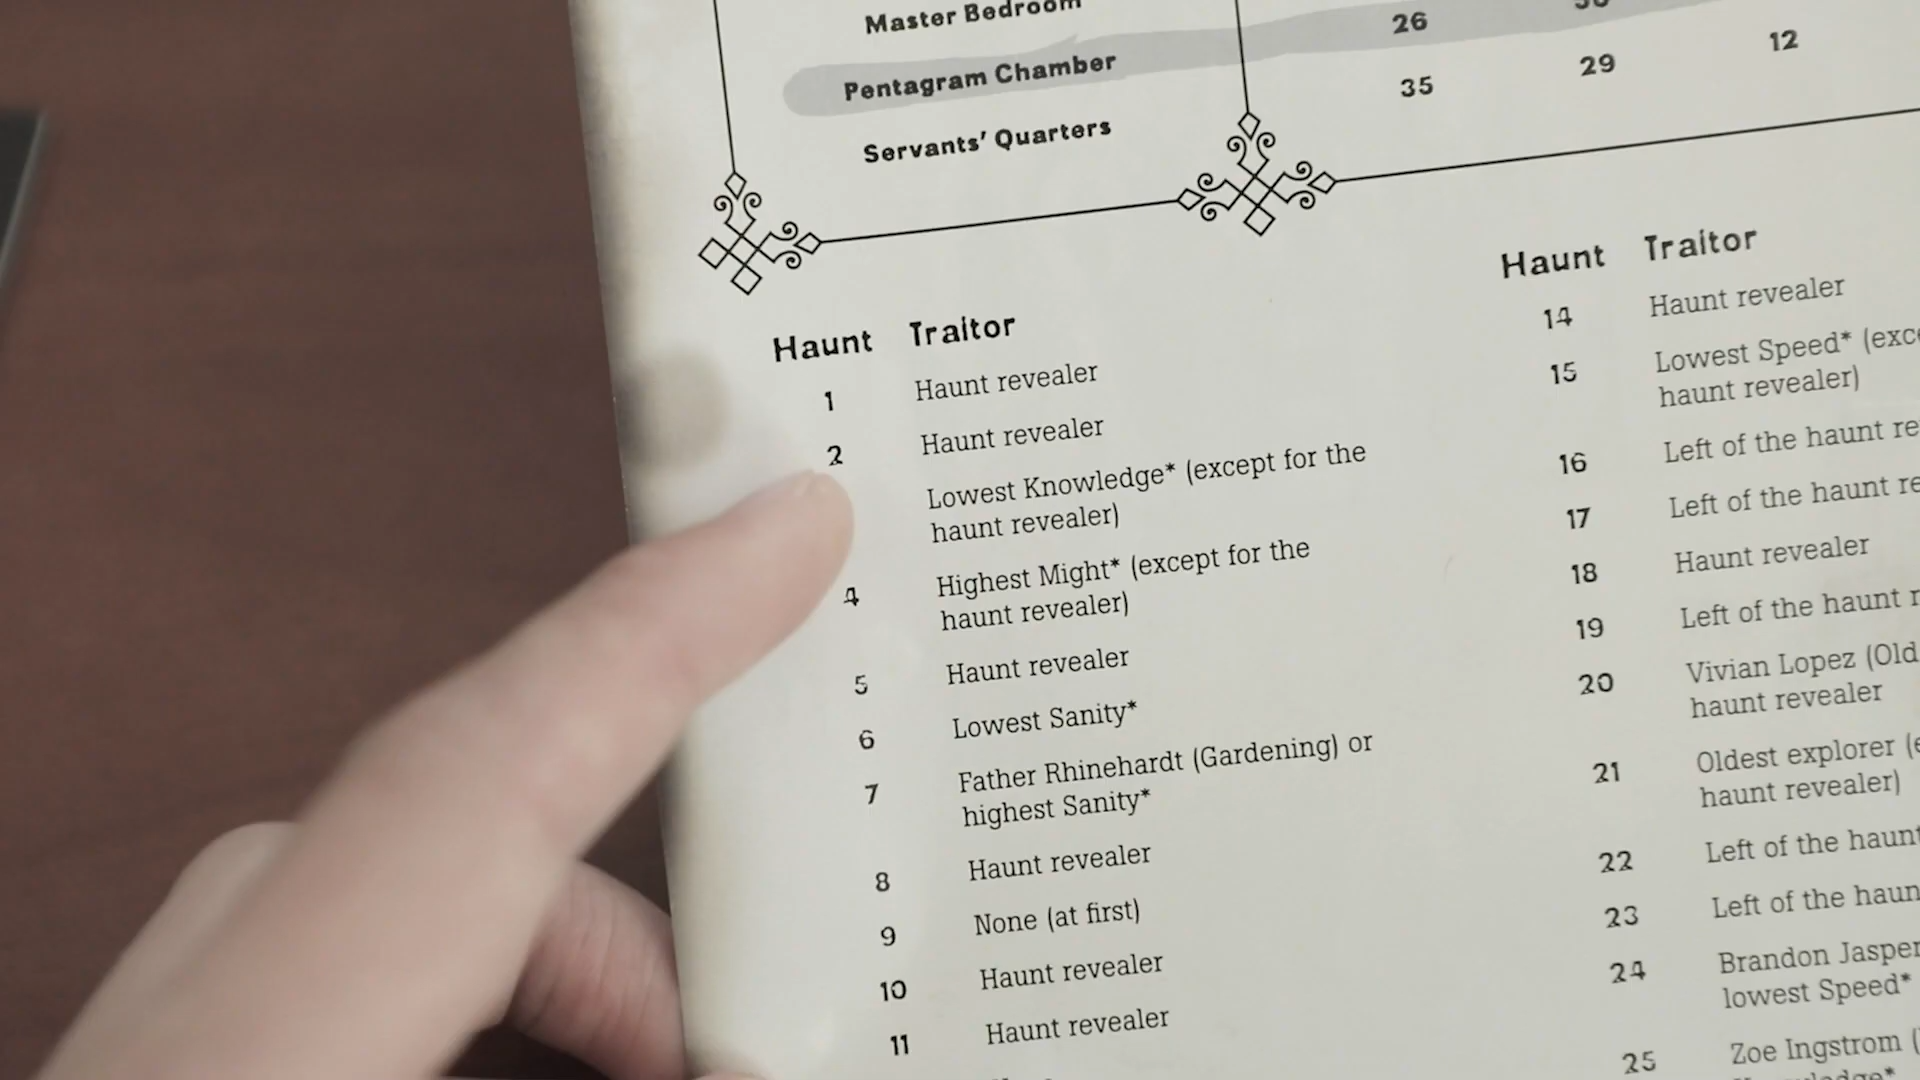 Master Bedroom
Pentagram Chamber 26 12
Servants' Quarters 35 29
Haunt Traitor
1 Haunt revealer
2 Haunt revealer
Lowest Knowledge* (except for the
haunt revealer)
4 Highest Might* (except for the
haunt revealer)
5 Haunt revealer
6 Lowest Sanity*
7 Father Rhinehardt (Gardening) or
highest Sanity*
8 Haunt revealer
9 None (at first)
10 Haunt revealer
11 Haunt revealer
Haunt Traitor
14 Haunt revealer
15 Lowest Speed*
haunt revealer)
16 Left of the haunt
17 Left of the haunt
18 Haunt revealer
19 Left of the haunt
20 Vivian Lopez (Old
haunt revealer
21 Oldest explorer
haunt revealer)
22 Left of the haunt
23 Left of the haun
24 Brandon Jasper
lowest Speed*
25 Zoe Ingstrom